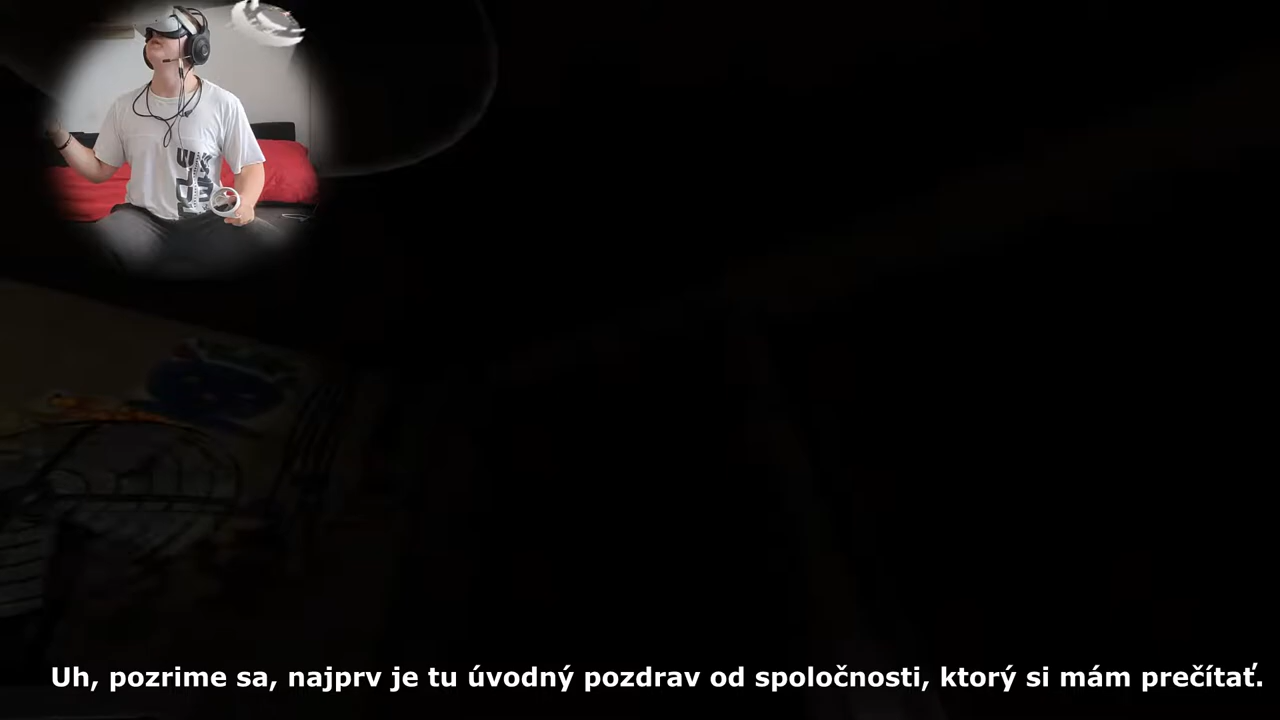 Uh, pozrime sa, najprv je tu úvodný pozdrav od spoločnosti, ktorý si mám prečítať.